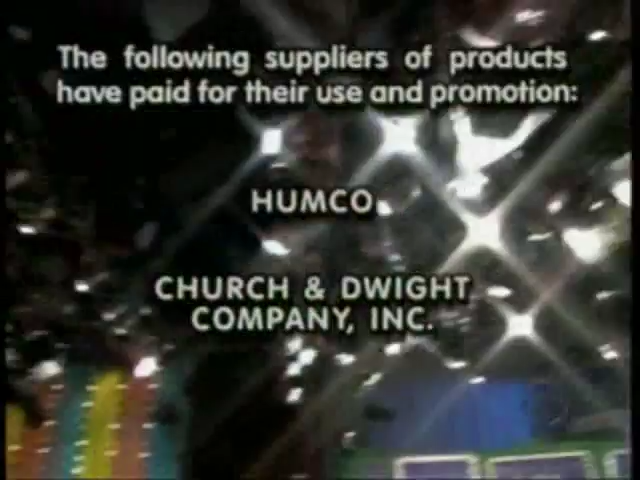 The following suppliers of products
have paid for their use and promotion:
HUMCO
CHURCH & DWIGHT
COMPANY, INC.